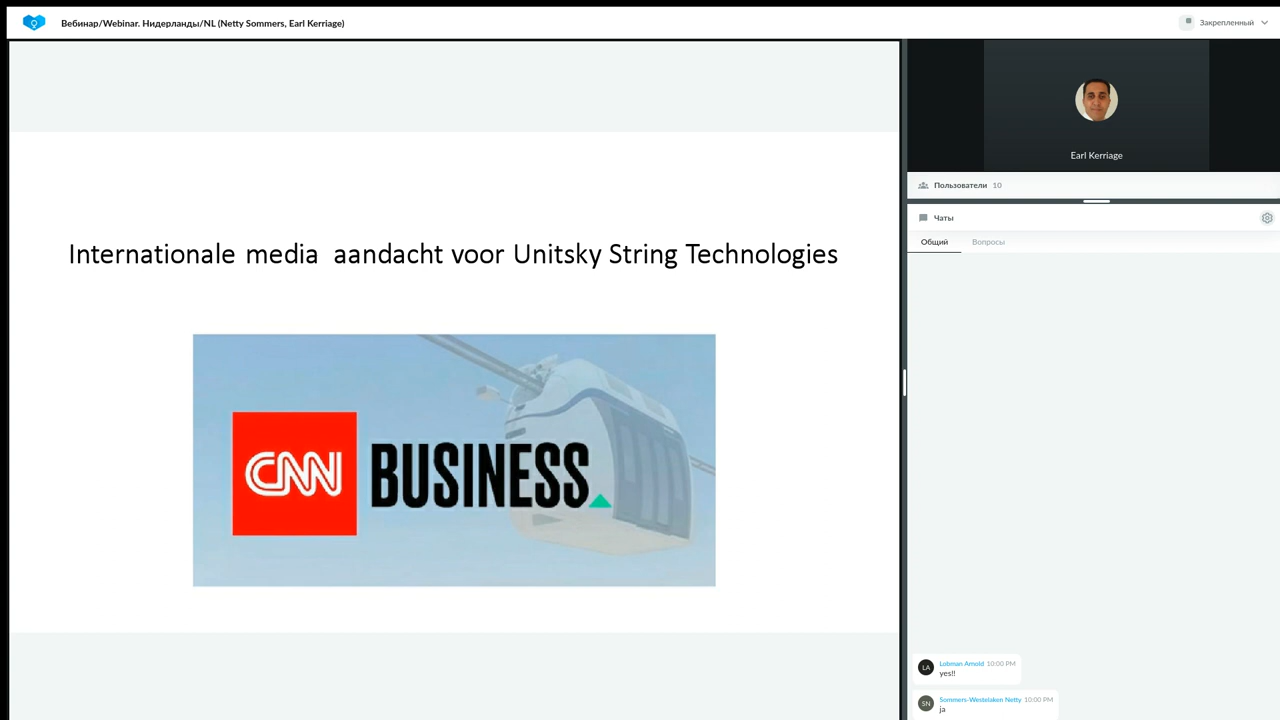 Вебинар/Webinar. Нидерланды/NL (Netty Sommers, Earl Kerriage)
Закрепленный
Internationale media aandacht voor Unitsky String Technologies
CNN BUSINESS
Earl Kerriage
Пользователи 10
Чаты
Общий Вопросы
LA Lobman Arnold 10:00 PM
yes!!
SN Sommers-Westelaken Netty 10:00 PM
ja